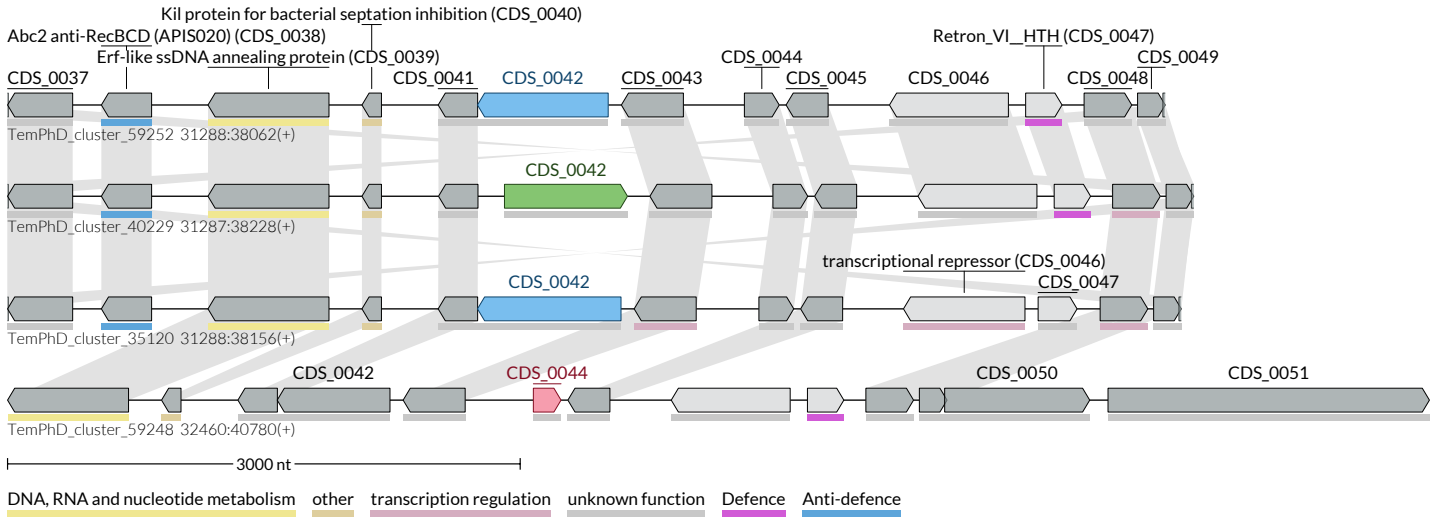 Kil protein for bacterial septation inhibition (CDS_0040)
Abc2 anti-RecBCD (APIS020) (CDS_0038) Retron_VI__HTH (CDS_0047)
Erf-like ssDNA annealing protein (CDS_0039) CDS_0044 CDS_0049
CDS_0037 CDS_0041 CDS_0042 CDS_0043 CDS_0045 CDS_0046 CDS_0048
TemPhD_cluster_59252 31288:38062(+)
CDS_0042
TemPhD_cluster_40229 31287:38228(+)
transcriptional repressor (CDS_0046)
CDS_0042 CDS_0047
TemPhD_cluster_35120 31288:38156(+)
CDS_0042 CDS_0044 CDS_0050 CDS_0051
TemPhD_cluster_59248 32460:40780(+)
3000 nt
DNA, RNA and nucleotide metabolism other transcription regulation unknown function Defence Anti-defence